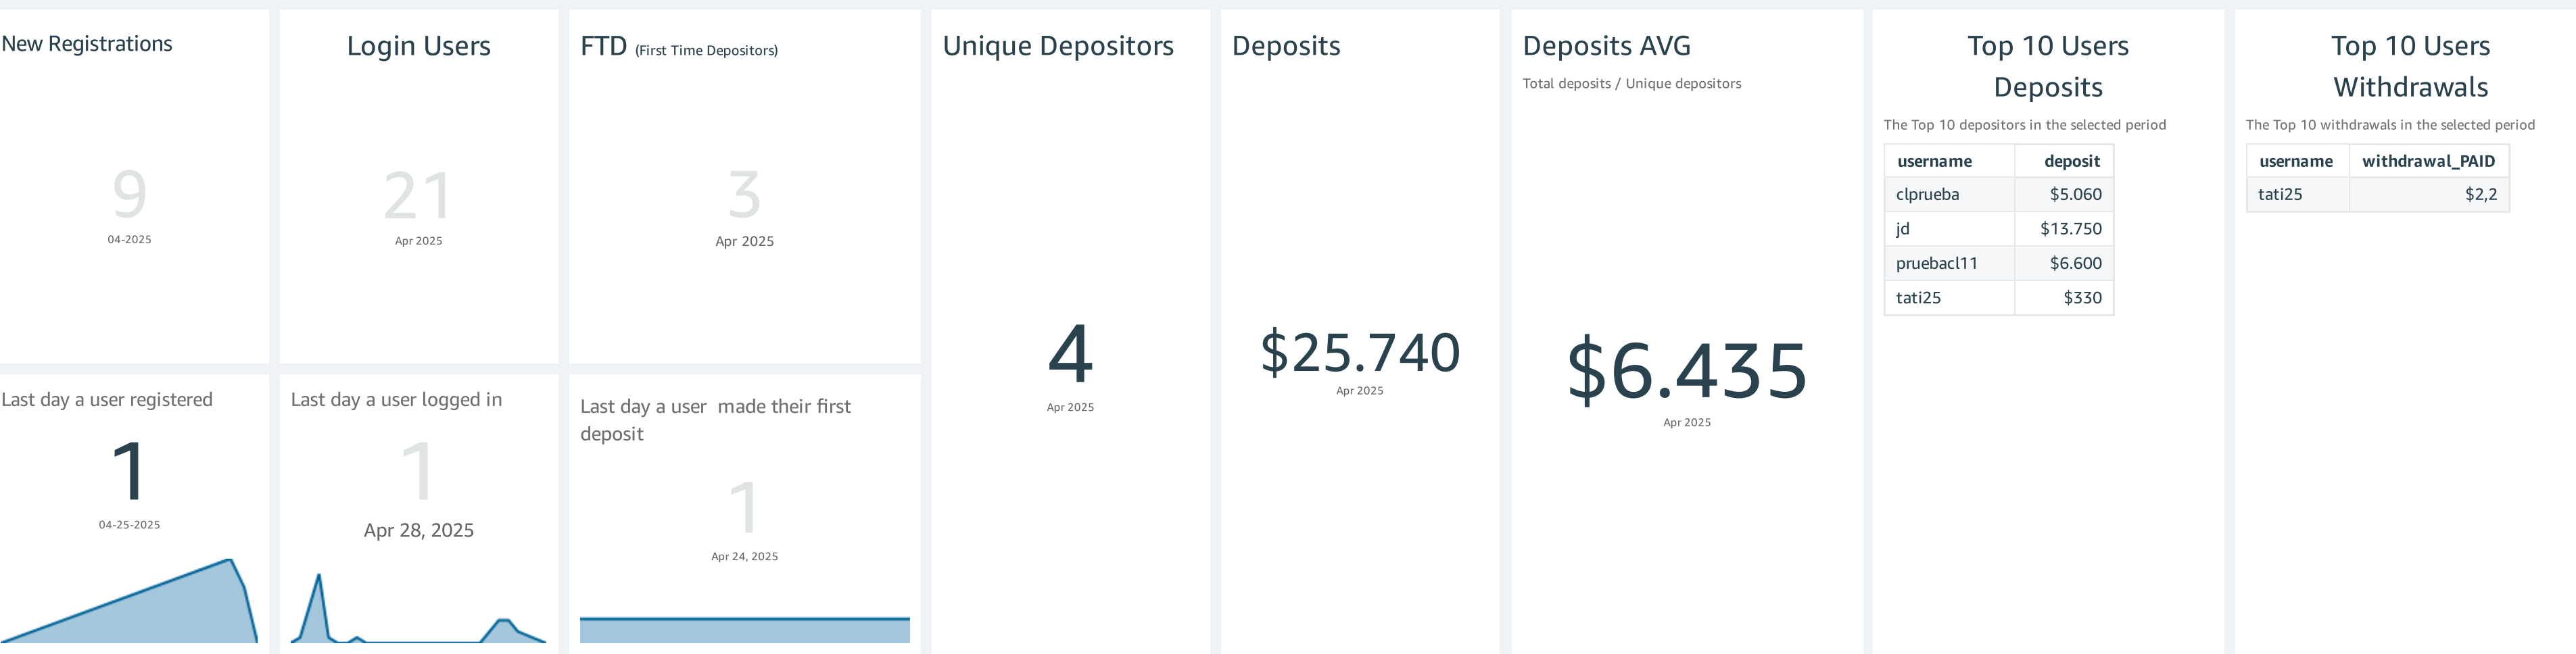 New Registrations
9
04-2025
Last day a user registered
1
04-25-2025
Login Users
21
Apr 2025
Last day a user logged in
1
Apr 28, 2025
FTD (First Time Depositors)
3
Apr 2025
Last day a user  made their first
deposit
1
Apr 24, 2025
Unique Depositors
4
Apr 2025
Deposits
$25.740
Apr 2025
Deposits AVG
Total deposits / Unique depositors
$6.435
Apr 2025
Top 10 Users
Deposits
The Top 10 depositors in the selected period
username deposit
clprueba $5.060
jd $13.750
pruebacl11 $6.600
tati25 $330
Top 10 Users
Withdrawals
The Top 10 withdrawals in the selected period
username withdrawal_PAID
tati25 $2,2